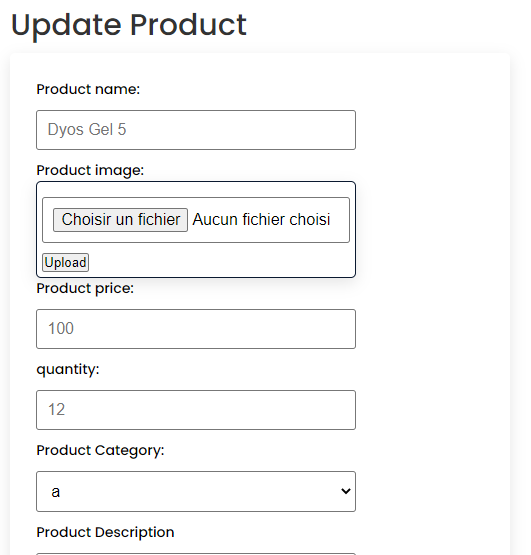 Update Product
Product name:
Dyos Gel 5
Product image:
Choisir un fichier Aucun fichier choisi
Upload
Product price:
100
quantity:
12
Product Category:
a
Product Description